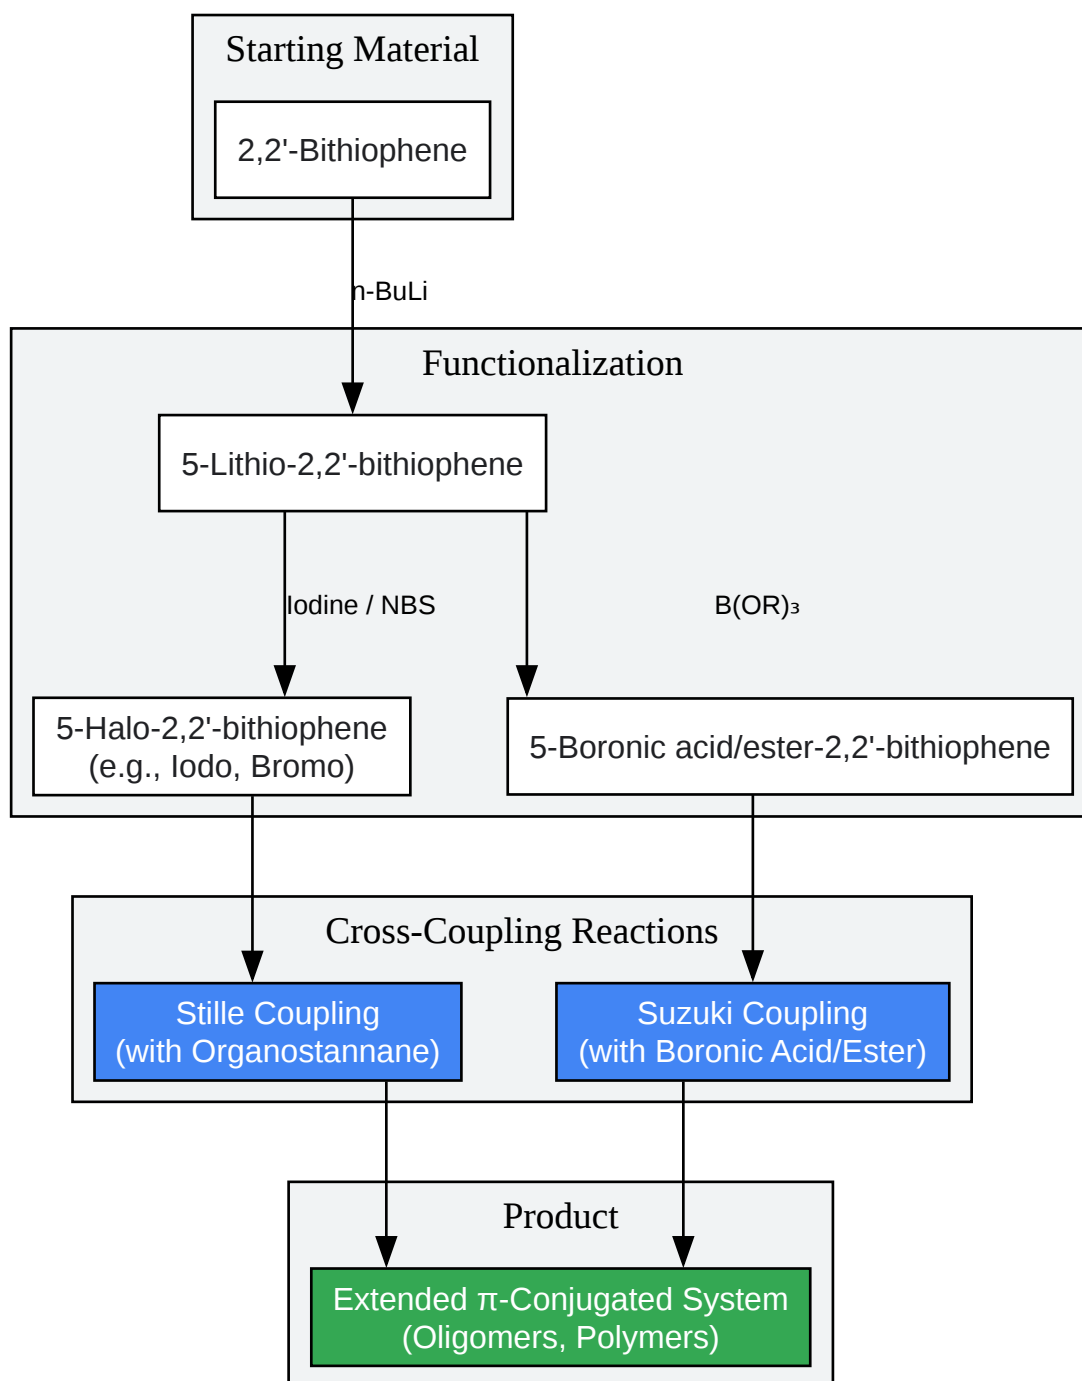 Starting Material
2,2'-Bithiophene
n-BuLi
Functionalization
5-Lithio-2,2'-bithiophene
Iodine / NBS
B(OR)₃
5-Halo-2,2'-bithiophene
(e.g., Iodo, Bromo)
5-Boronic acid/ester-2,2'-bithiophene
Cross-Coupling Reactions
Stille Coupling
(with Organostannane)
Suzuki Coupling
(with Boronic Acid/Ester)
Product
Extended π-Conjugated System
(Oligomers, Polymers)